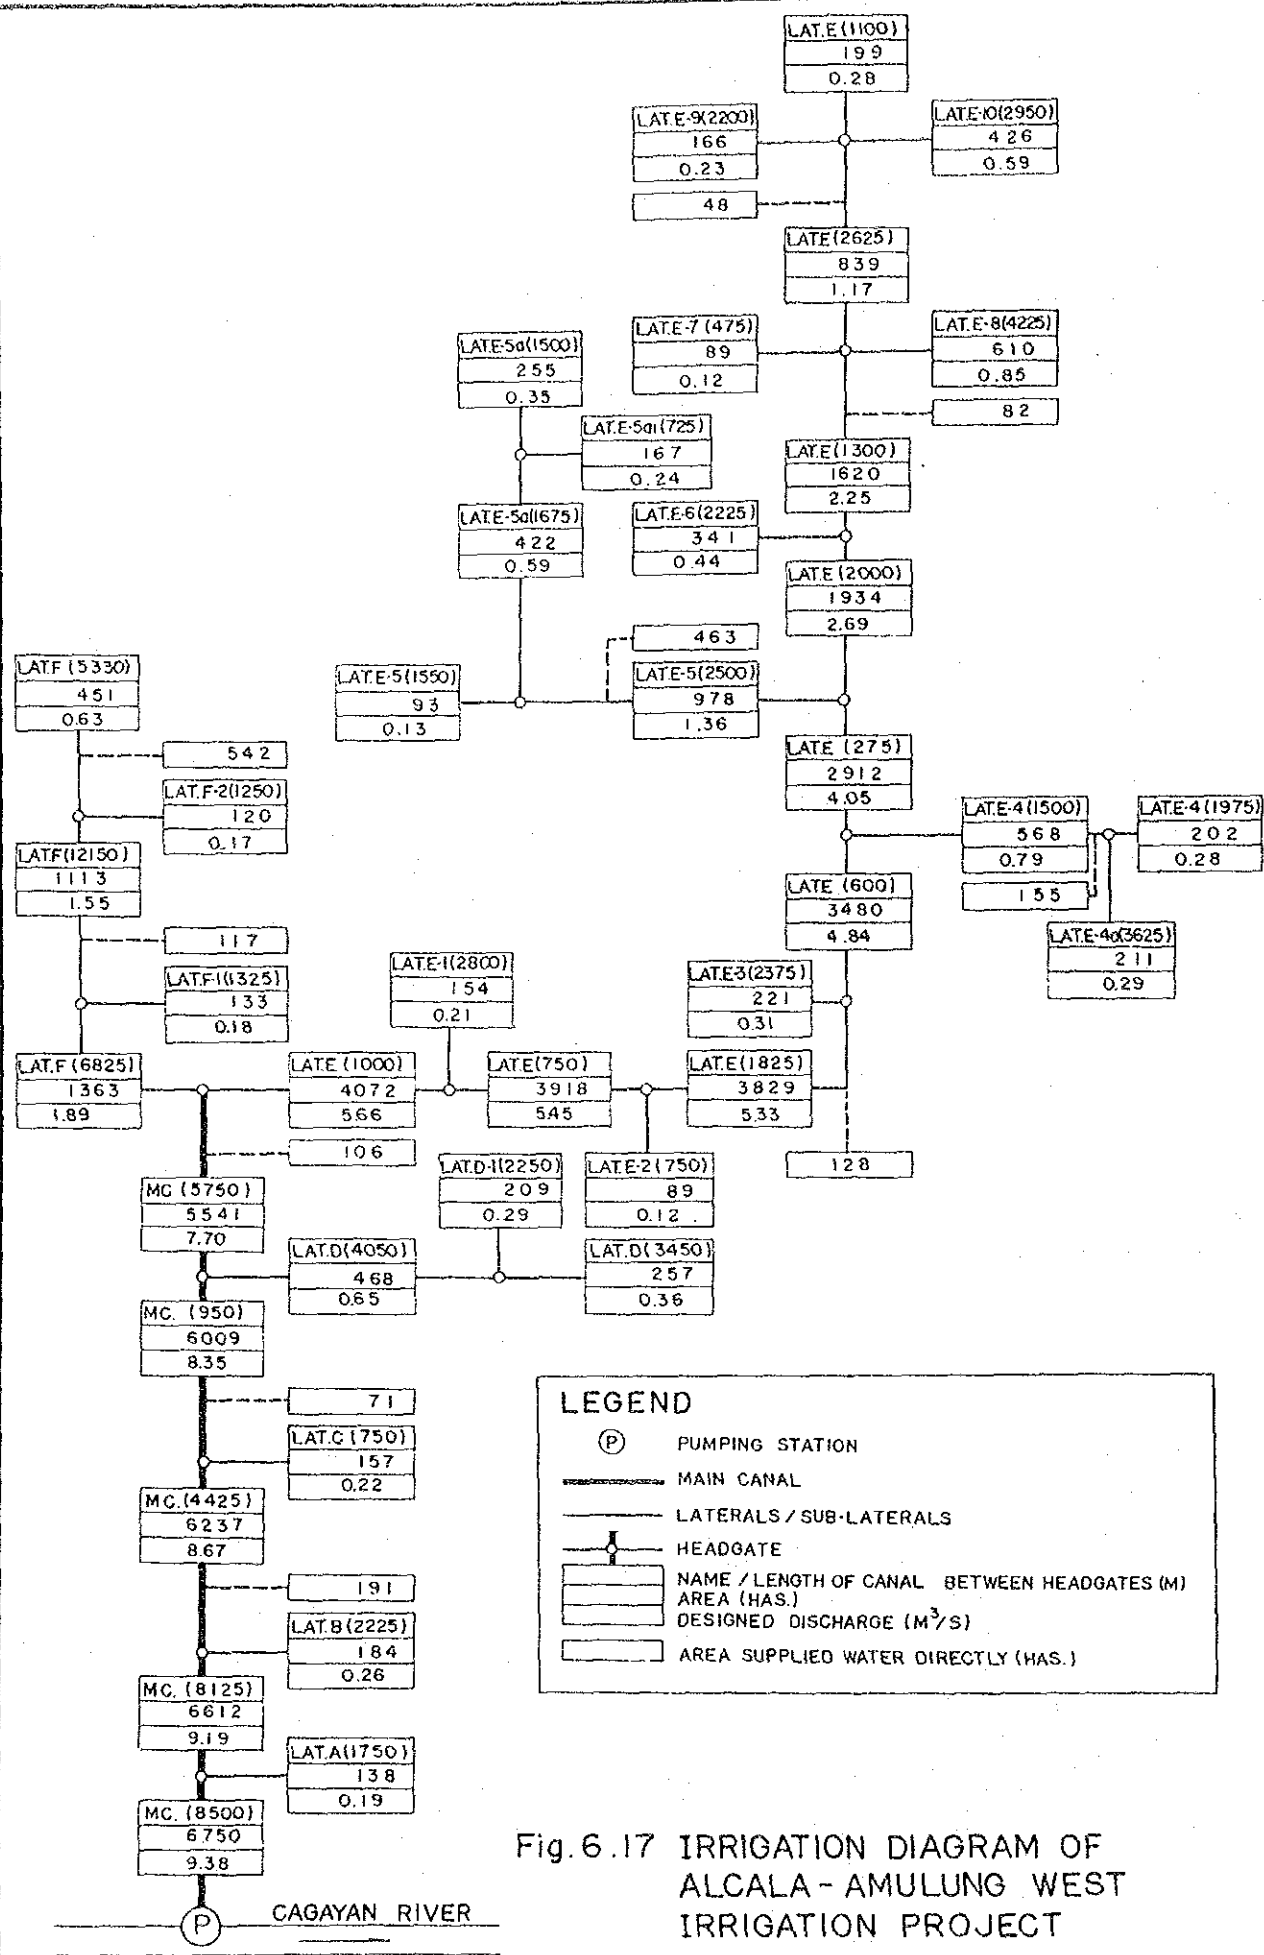 LAT.E (1100)
199
0.28
LAT.E-9(2200)
166
0.23
LAT.E-10(2950)
426
0.59
48
LATE (2625)
839
1.17
LAT.E-7 (475)
89
0.12
LAT.E-8(4225)
610
0.85
82
LAT.E-5a(1500)
255
0.35
LAT.E-5a1(725)
167
0.24
LAT.E(1300)
1620
2.25
LAT.E-5a(1675)
422
0.59
LAT.E-6(2225)
341
0.44
LAT.E (2000)
1934
2.69
463
LAT.F (5330)
451
0.63
LAT.E-5(1550)
93
0.13
LAT.E-5(2500)
978
1.36
542
LATE (275)
2912
4.05
LAT.F-2(1250)
120
0.17
LAT.E-4(1500)
568
0.79
LAT.E-4(1975)
202
0.28
LAT.F(12150)
1113
1.55
LATE (600)
3480
4.84
155
117
LAT.E-4a(3625)
211
0.29
LAT.F-1(1325)
133
0.18
LAT.E-1(2800)
154
0.21
LAT.E-3(2375)
221
0.31
LAT.F (6825)
1363
1.89
LAT.E (1000)
4072
5.66
LAT.E(750)
3918
5.45
LAT.E(1825)
3829
5.33
106
128
MC (5750)
5541
7.70
LAT.D-1(2250)
209
0.29
LAT.E-2(750)
89
0.12
LAT.D(4050)
468
0.65
LAT.D(3450)
257
0.36
MC. (950)
6009
8.35
71
LAT.C (750)
157
0.22
MC.(4425)
6237
8.67
191
LAT.B(2225)
184
0.26
MC. (8125)
6612
9.19
LAT.A(1750)
138
0.19
MC. (8500)
6750
9.38
P
CAGAYAN RIVER
LEGEND
P PUMPING STATION
MAIN CANAL
LATERALS / SUB-LATERALS
HEADGATE
NAME / LENGTH OF CANAL BETWEEN HEADGATES (M)
AREA (HAS.)
DESIGNED DISCHARGE (M³/S)
AREA SUPPLIED WATER DIRECTLY (HAS.)
Fig. 6.17 IRRIGATION DIAGRAM OF
ALCALA - AMULUNG WEST
IRRIGATION PROJECT